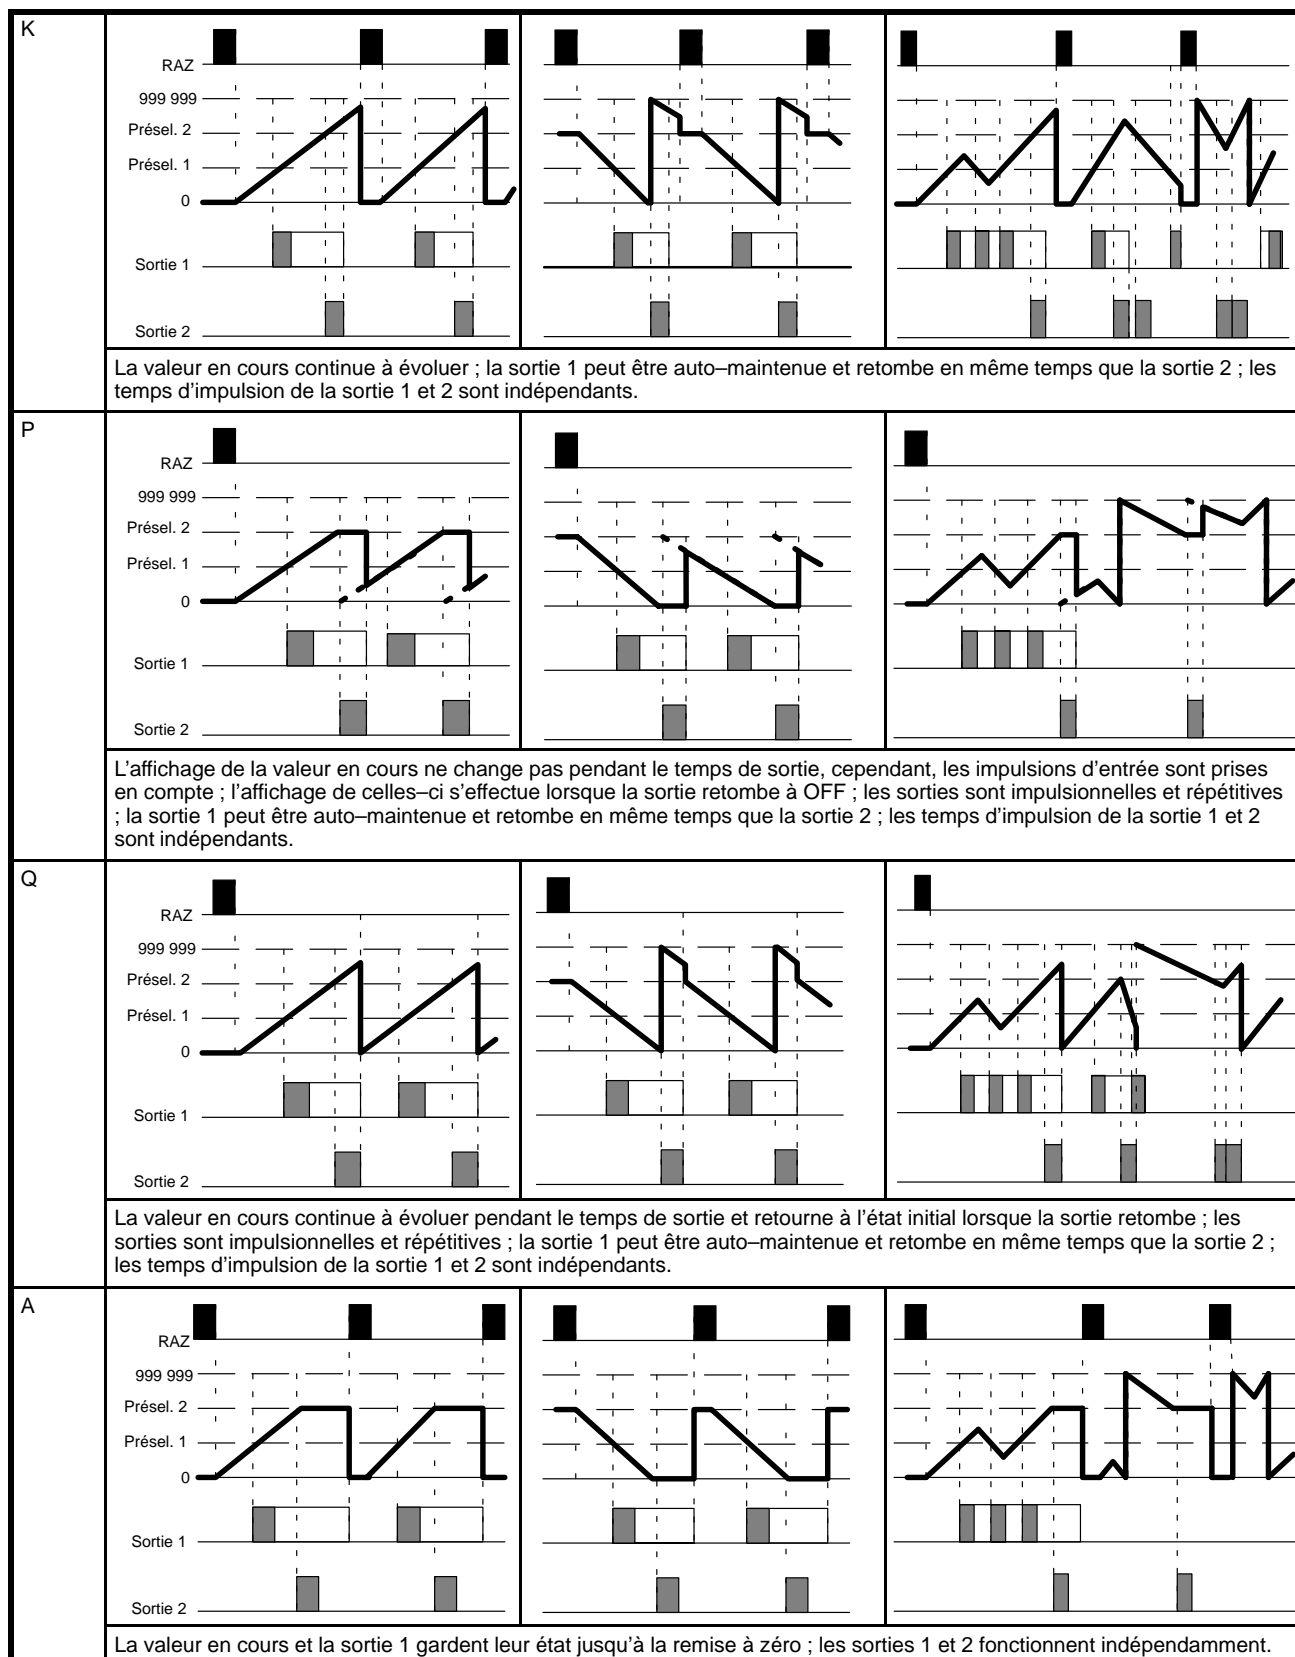 K
RAZ
999 999
Présel. 2
Présel. 1
0
Sortie 1
Sortie 2
La valeur en cours continue à évoluer ; la sortie 1 peut être auto–maintenue et retombe en même temps que la sortie 2 ; les
temps d'impulsion de la sortie 1 et 2 sont indépendants.
P
RAZ
999 999
Présel. 2
Présel. 1
0
Sortie 1
Sortie 2
L'affichage de la valeur en cours ne change pas pendant le temps de sortie, cependant, les impulsions d'entrée sont prises
en compte ; l'affichage de celles–ci s'effectue lorsque la sortie retombe à OFF ; les sorties sont impulsionnelles et répétitives
; la sortie 1 peut être auto–maintenue et retombe en même temps que la sortie 2 ; les temps d'impulsion de la sortie 1 et 2
sont indépendants.
Q
RAZ
999 999
Présel. 2
Présel. 1
0
Sortie 1
Sortie 2
La valeur en cours continue à évoluer pendant le temps de sortie et retourne à l'état initial lorsque la sortie retombe ; les
sorties sont impulsionnelles et répétitives ; la sortie 1 peut être auto–maintenue et retombe en même temps que la sortie 2 ;
les temps d'impulsion de la sortie 1 et 2 sont indépendants.
A
RAZ
999 999
Présel. 2
Présel. 1
0
Sortie 1
Sortie 2
La valeur en cours et la sortie 1 gardent leur état jusqu'à la remise à zéro ; les sorties 1 et 2 fonctionnent indépendamment.